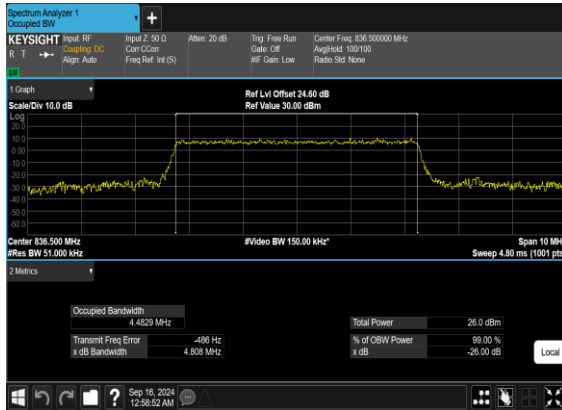 Spectrum Analyzer 1
Occupied BW
+
KEYSIGHT Input: RF Input Z: 50 Ω Atten: 20 dB Trig: Free Run Center Freq: 836.500000 MHz
R T Coupling: DC Corr CCorr Gate: Off Avg|Hold: 100/100
Align: Auto Freq Ref: Int (S) #IF Gain: Low Radio Std: None
LXI
1 Graph
Ref Lvl Offset 24.60 dB
Scale/Div 10.0 dB Ref Value 30.00 dBm
Log
20.0
10.0
0.00
-10.0
-20.0
-30.0
-40.0
-50.0
-60.0
Center 836.500 MHz #Video BW 150.00 kHz* Span 10 MH
#Res BW 51.000 kHz Sweep 4.80 ms (1001 pts
2 Metrics
Occupied Bandwidth
4.4829 MHz Total Power 26.0 dBm
Transmit Freq Error -486 Hz % of OBW Power 99.00 %
x dB Bandwidth 4.808 MHz x dB -26.00 dB
Local
? Sep 16, 2024
12:58:52 AM